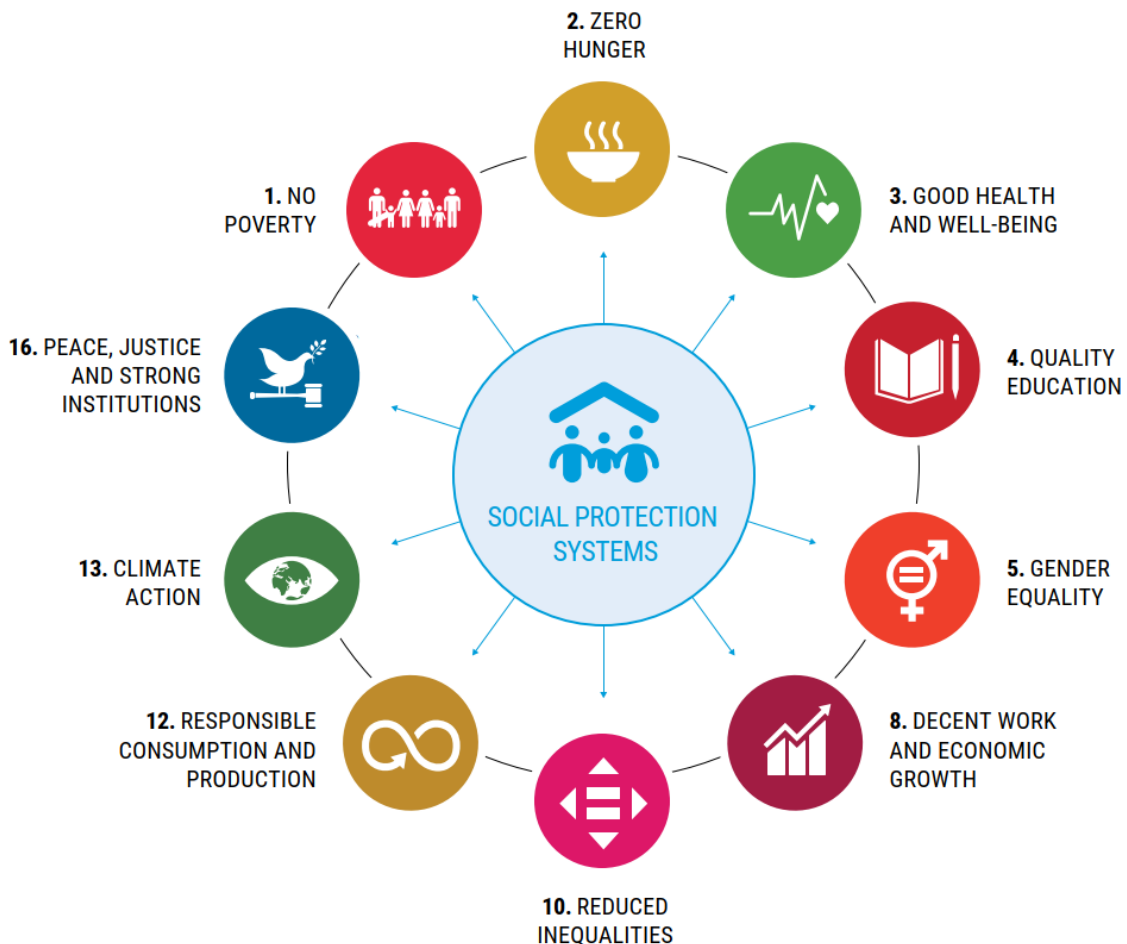 2. ZERO
HUNGER
1. NO
POVERTY
3. GOOD HEALTH
AND WELL-BEING
16. PEACE, JUSTICE
AND STRONG
INSTITUTIONS
4. QUALITY
EDUCATION
SOCIAL PROTECTION
SYSTEMS
13. CLIMATE
ACTION
5. GENDER
EQUALITY
12. RESPONSIBLE
CONSUMPTION AND
PRODUCTION
8. DECENT WORK
AND ECONOMIC
GROWTH
10. REDUCED
INEQUALITIES